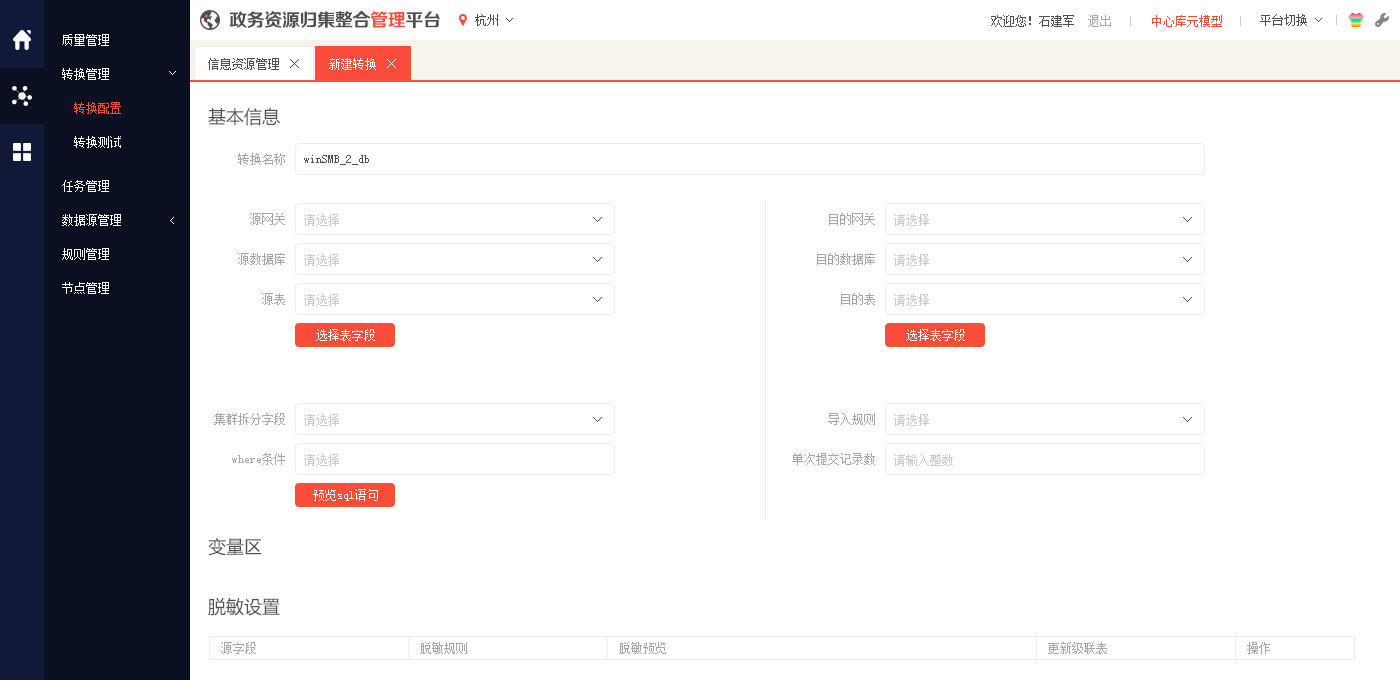 政务资源归集整合管理平台
杭州
欢迎您! 石建军
退出
中心库元模型
平台切换
质量管理
转换管理
转换配置
转换测试
任务管理
数据源管理
规则管理
节点管理
信息资源管理
新建转换
基本信息
转换名称 winSMB_2_db
源网关 请选择
目的网关 请选择
源数据库 请选择
目的数据库 请选择
源表 请选择
目的表 请选择
选择表字段
选择表字段
集群拆分字段 请选择
导入规则 请选择
where条件 请选择
单次提交记录数 请输入整数
预览sql语句
变量区
脱敏设置
源字段 脱敏规则 脱敏预览 更新级联表 操作